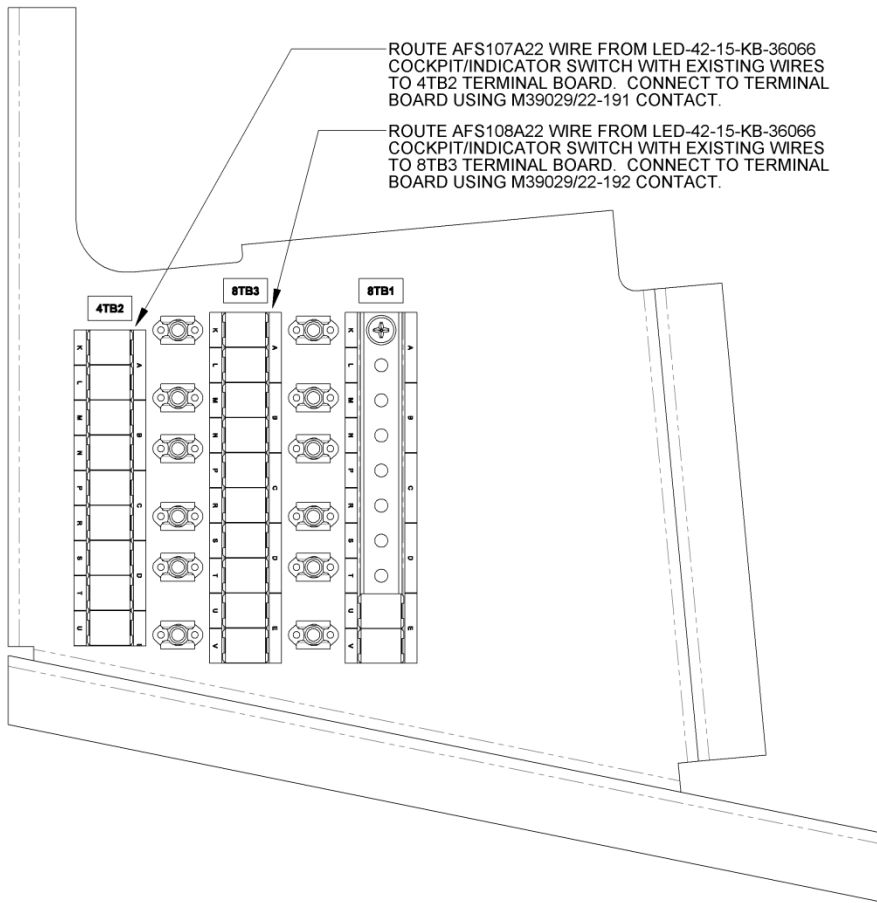 ROUTE AFS107A22 WIRE FROM LED-42-15-KB-36066
COCKPIT/INDICATOR SWITCH WITH EXISTING WIRES
TO 4TB2 TERMINAL BOARD. CONNECT TO TERMINAL
BOARD USING M39029/22-191 CONTACT.
ROUTE AFS108A22 WIRE FROM LED-42-15-KB-36066
COCKPIT/INDICATOR SWITCH WITH EXISTING WIRES
TO 8TB3 TERMINAL BOARD. CONNECT TO TERMINAL
BOARD USING M39029/22-192 CONTACT.
4TB2
K
L
M
N
P
R
S
T
U
A
B
C
D
8TB3
K
L
M
N
P
R
S
T
U
V
A
B
C
D
E
8TB1
K
L
M
N
P
R
S
T
U
V
A
B
C
D
E